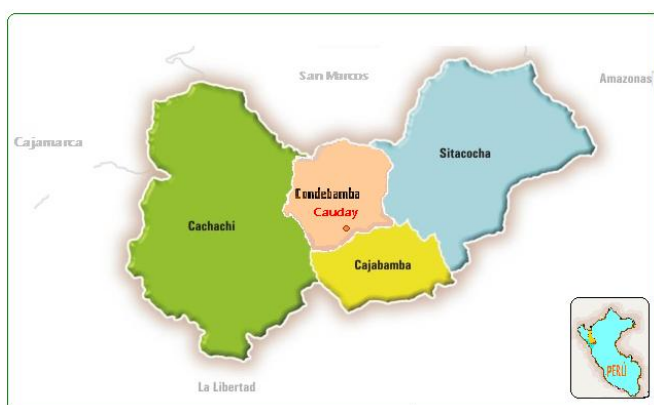 San Marcos
Amazonas
Cajamarca
Sitacocha
Condebamba
Cauday
Cachachi
Cajabamba
La Libertad
PERÚ